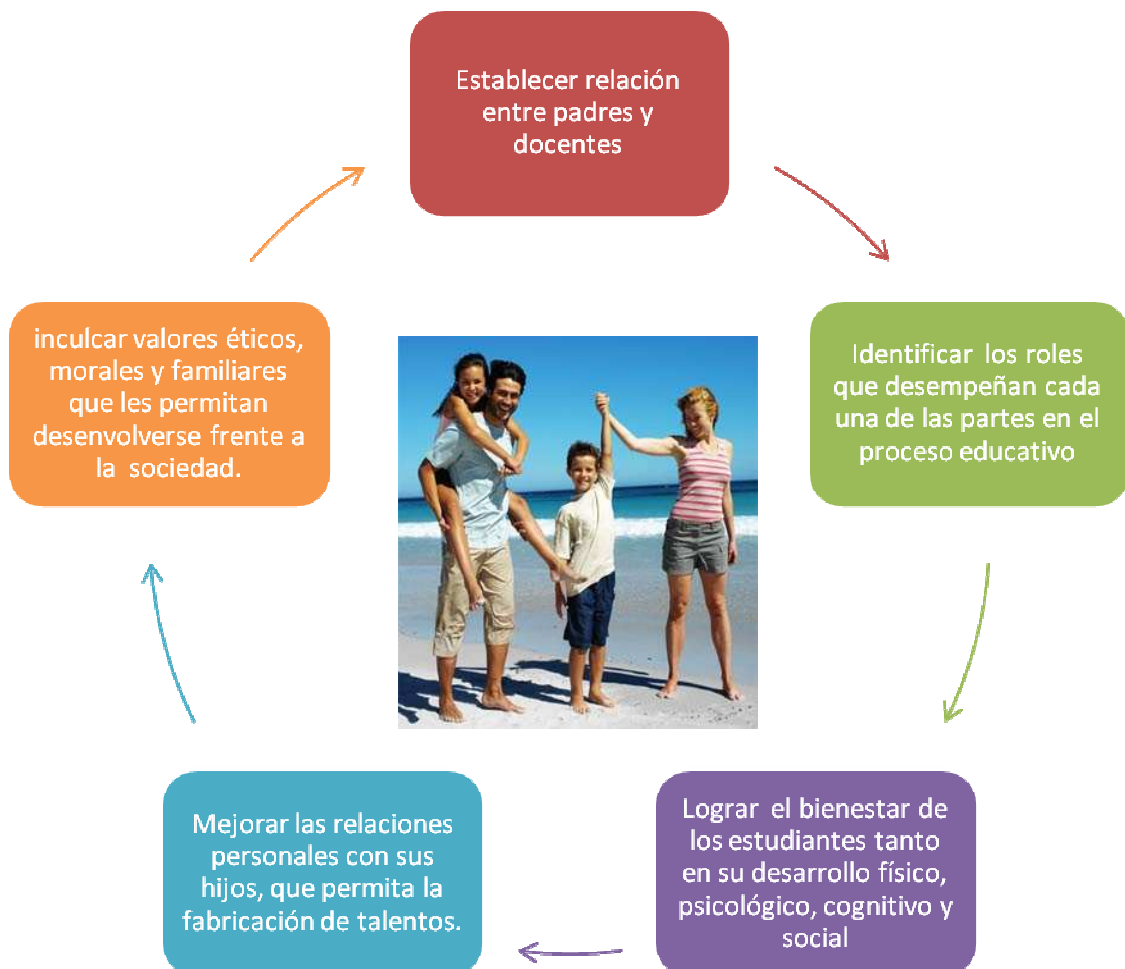 Establecer relación
entre padres y
docentes
Identificar los roles
que desempeñan cada
una de las partes en el
proceso educativo
Lograr el bienestar de
los estudiantes tanto
en su desarrollo físico,
psicológico, cognitivo y
social
Mejorar las relaciones
personales con sus
hijos, que permita la
fabricación de talentos.
inculcar valores éticos,
morales y familiares
que les permitan
desenvolverse frente a
la sociedad.